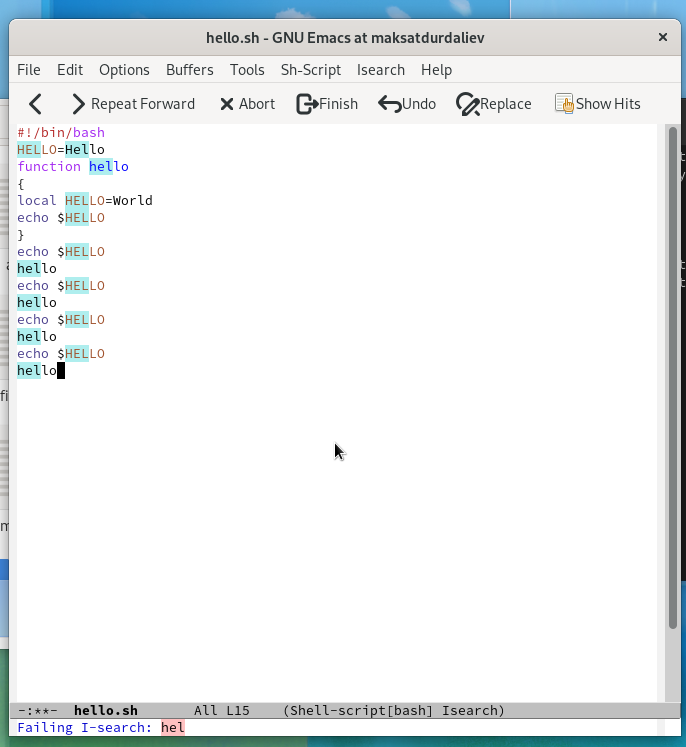 hello.sh - GNU Emacs at maksatdurdaliev
File Edit Options Buffers Tools Sh-Script Isearch Help
Repeat Forward Abort Finish Undo Replace Show Hits
#!/bin/bash
HELLO=Hello
function hello
{
local HELLO=World
echo $HELLO
}
echo $HELLO
hello
echo $HELLO
hello
echo $HELLO
hello
echo $HELLO
hello
-:**- hello.sh All L15 (Shell-script[bash] Isearch)
Failing I-search: hel